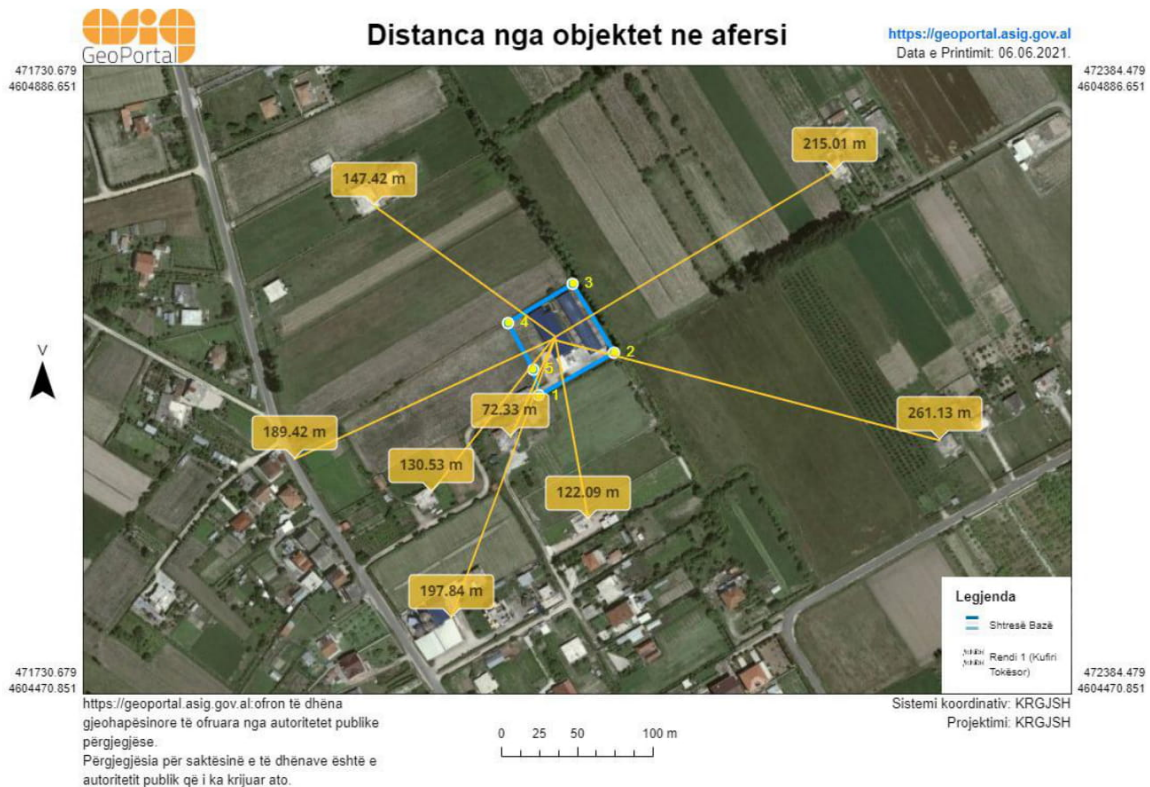 asig
GeoPortal
Distanca nga objektet ne afersi
https://geoportal.asig.gov.al
Data e Printimit: 06.06.2021.
471730.679
4604886.651
472384.479
4604886.651
215.01 m
147.42 m
3
4
2
5
1
72.33 m
261.13 m
189.42 m
130.53 m
122.09 m
197.84 m
V
Legjenda
Shtresë Bazë
Rendi 1 (Kufiri
Tokësor)
471730.679
4604470.851
472384.479
4604470.851
https://geoportal.asig.gov.al:ofron të dhëna
gjeohapësinore të ofruara nga autoritetet publike
përgjegjëse.
Përgjegjësia për saktësinë e të dhënave është e
autoritetit publik që i ka krijuar ato.
0 25 50 100 m
Sistemi koordinativ: KRGJSH
Projektimi: KRGJSH